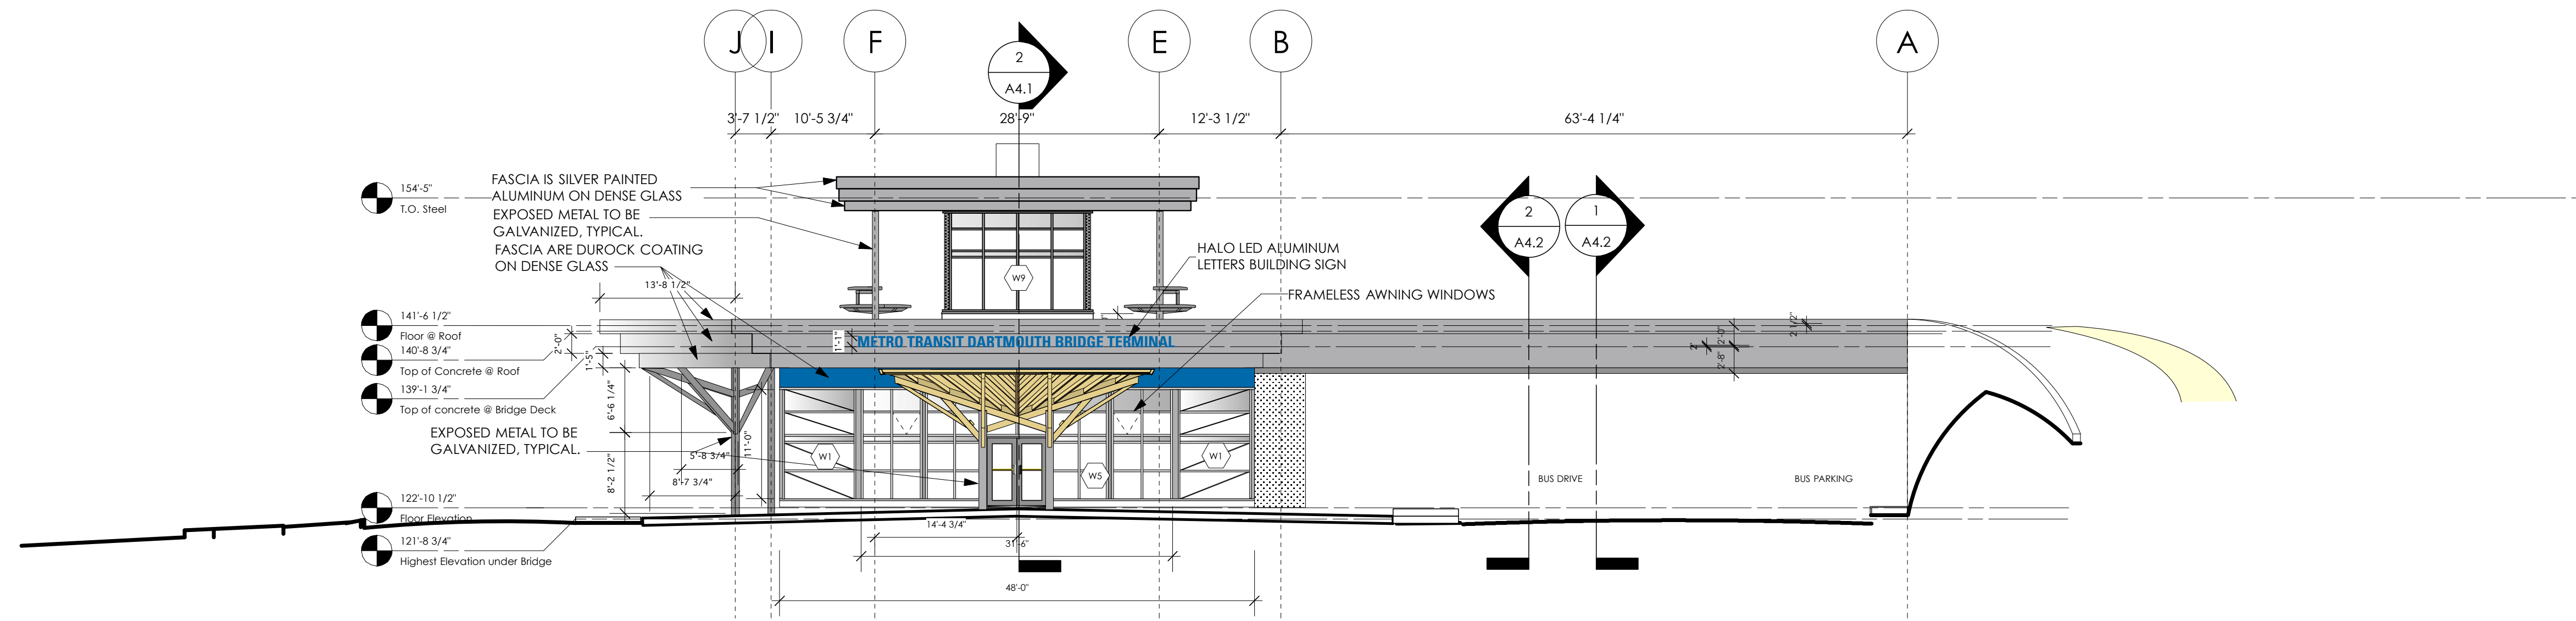 J I F E B A
2
A4.1
3'-7 1/2" 10'-5 3/4" 28'-9" 12'-3 1/2" 63'-4 1/4"
154'-5"
T.O. Steel
FASCIA IS SILVER PAINTED
ALUMINUM ON DENSE GLASS
EXPOSED METAL TO BE
GALVANIZED, TYPICAL.
FASCIA ARE DUROCK COATING
ON DENSE GLASS
13'-8 1/2"
HALO LED ALUMINUM
LETTERS BUILDING SIGN
FRAMELESS AWNING WINDOWS
2
A4.2
1
A4.2
W9
141'-6 1/2"
Floor @ Roof
140'-8 3/4"
Top of Concrete @ Roof
139'-1 3/4"
Top of concrete @ Bridge Deck
2'-0"
1'-5"
1'-1"
1"
METRO TRANSIT DARTMOUTH BRIDGE TERMINAL
2'-0"
2"
2'-8"
2 1/2"
6'-6 1/4"
EXPOSED METAL TO BE
GALVANIZED, TYPICAL.
5'-8 3/4"
8'-7 3/4"
8'-2 1/2"
11'-0"
W1
W5
W1
BUS DRIVE
BUS PARKING
122'-10 1/2"
Floor Elevation
121'-8 3/4"
Highest Elevation under Bridge
14'-4 3/4"
31'-6"
48'-0"